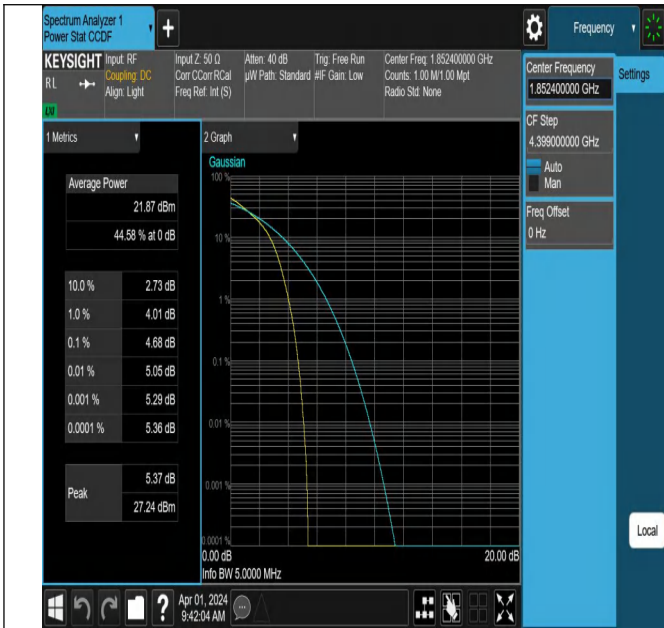 Spectrum Analyzer 1
Power Stat CCDF
Frequency
KEYSIGHT
RL
LXI
Input: RF
Coupling: DC
Align: Light
Input Z: 50 Ω
Corr CCorr RCal
Freq Ref: Int (S)
Atten: 40 dB
µW Path: Standard
Trig: Free Run
#IF Gain: Low
Center Freq: 1.852400000 GHz
Counts: 1.00 M/1.00 Mpt
Radio Std: None
Center Frequency
1.852400000 GHz
Settings
CF Step
4.399000000 GHz
Auto
Man
Freq Offset
0 Hz
Local
1 Metrics
Average Power
21.87 dBm
44.58 % at 0 dB
10.0 % 2.73 dB
1.0 % 4.01 dB
0.1 % 4.68 dB
0.01 % 5.05 dB
0.001 % 5.29 dB
0.0001 % 5.36 dB
Peak
5.37 dB
27.24 dBm
2 Graph
Gaussian
100 %
10 %
1 %
0.1 %
0.01 %
0.001 %
0.0001 %
0.00 dB 20.00 dB
Info BW 5.0000 MHz
?
Apr 01, 2024
9:42:04 AM